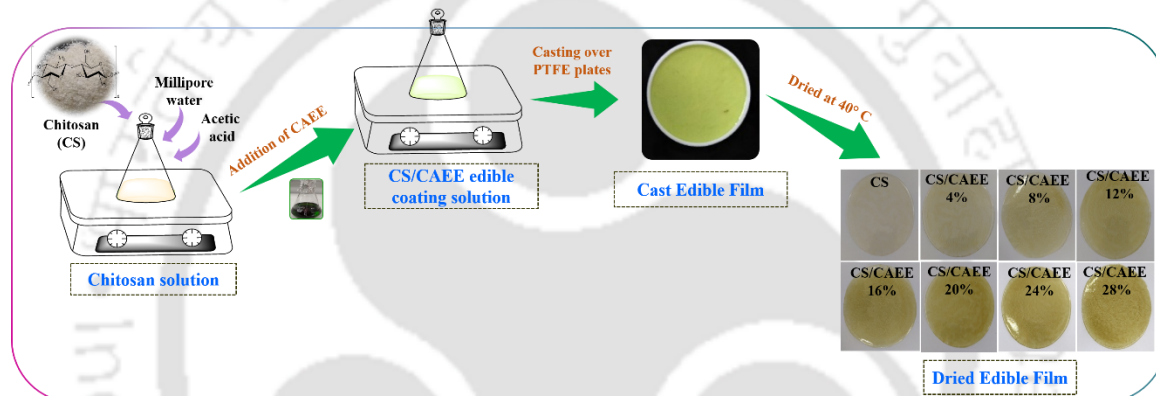 Chitosan
(CS)
Millipore
water
Acetic
acid
Chitosan solution
Addition of CAEE
CS/CAEE edible
coating solution
Casting over
PTFE plates
Cast Edible Film
Dried at 40° C
CS
CS/CAEE
4%
CS/CAEE
8%
CS/CAEE
12%
CS/CAEE
16%
CS/CAEE
20%
CS/CAEE
24%
CS/CAEE
28%
Dried Edible Film